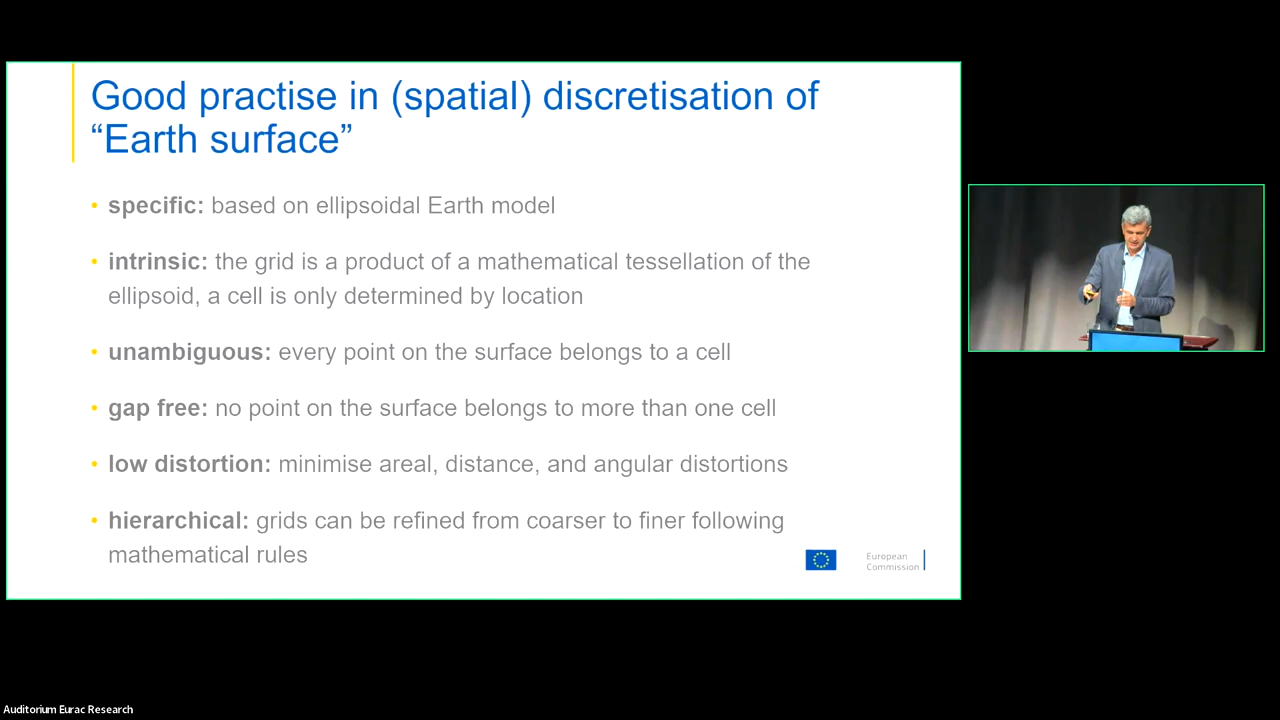 Good practise in (spatial) discretisation of
“Earth surface”
• specific: based on ellipsoidal Earth model
• intrinsic: the grid is a product of a mathematical tessellation of the
ellipsoid, a cell is only determined by location
• unambiguous: every point on the surface belongs to a cell
• gap free: no point on the surface belongs to more than one cell
• low distortion: minimise areal, distance, and angular distortions
• hierarchical: grids can be refined from coarser to finer following
mathematical rules
European
Commission
Auditorium Eurac Research